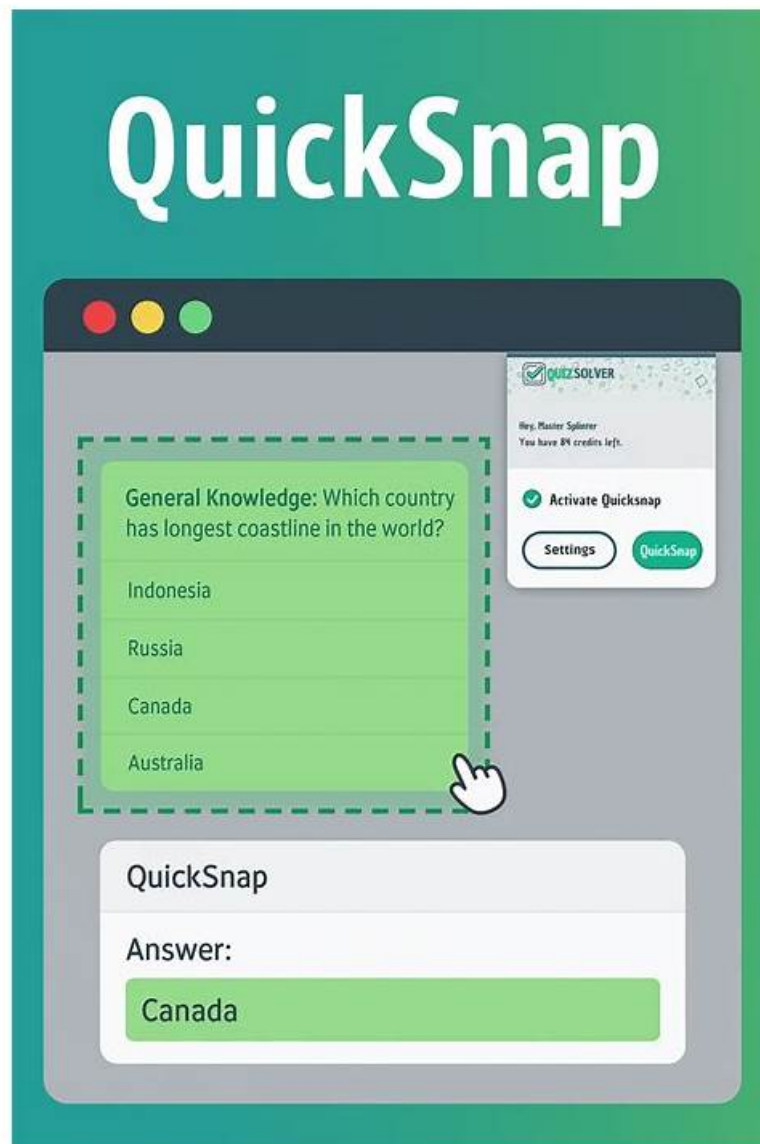 QuickSnap
QUIZSOLVER
Hey, Master Splinter
You have 84 credits left.
Activate Quicksnap
Settings
QuickSnap
General Knowledge: Which country
has longest coastline in the world?
Indonesia
Russia
Canada
Australia
QuickSnap
Answer:
Canada